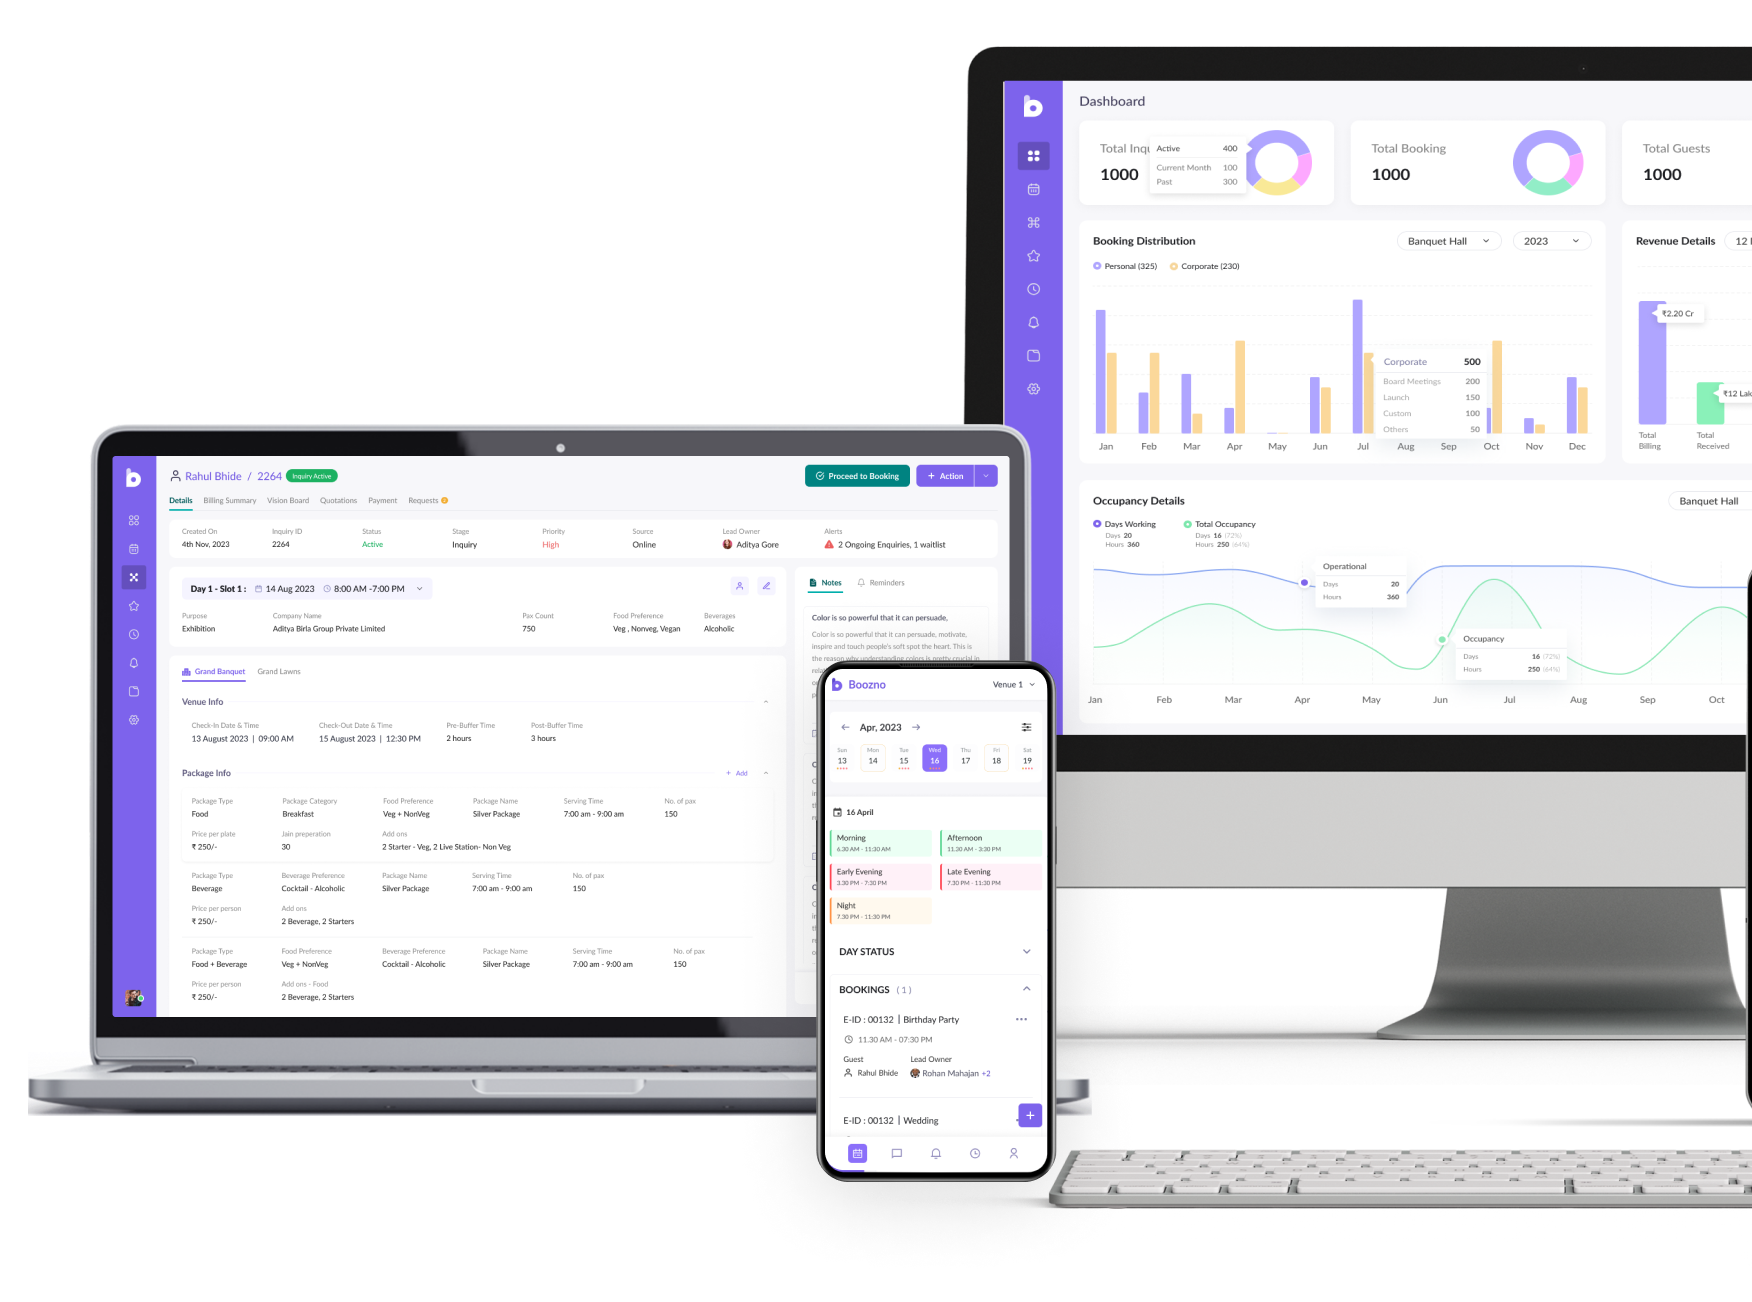 Dashboard
Total Inq
1000
Active 400
Current Month 100
Past 300
Total Booking
1000
Total Guests
1000
Booking Distribution
Banquet Hall
2023
Personal (325) Corporate (230)
Corporate 500
Board Meetings 200
Launch 150
Custom 100
Others 50
Jan Feb Mar Apr May Jun Jul Aug Sep Oct Nov Dec
Revenue Details
12
₹2.20 Cr
₹12 Lak
Total Billing
Total Received
Occupancy Details
Banquet Hall
Days Working
Days 20
Hours 360
Total Occupancy
Days 16 (72%)
Hours 250 (64%)
Operational
Days 20
Hours 360
Occupancy
Days 16 (72%)
Hours 250 (64%)
Jan Feb Mar Apr May Jun Jul Aug Sep Oct
Rahul Bhide / 2264 Inquiry Active
Proceed to Booking
+ Action
Details Billing Summary Vision Board Quotations Payment Requests
Created On Inquiry ID Status Stage Priority Source Lead Owner Alerts
4th Nov, 2023 2264 Active Inquiry High Online Aditya Gore 2 Ongoing Enquiries, 1 waitlist
Day 1 - Slot 1 : 14 Aug 2023 8:00 AM -7:00 PM
Purpose Company Name Pax Count Food Preference Beverages
Exhibition Aditya Birla Group Private Limited 750 Veg , Nonveg, Vegan Alcoholic
Grand Banquet Grand Lawns
Venue Info
Check-In Date & Time Check-Out Date & Time Pre-Buffer Time Post-Buffer Time
13 August 2023 | 09:00 AM 15 August 2023 | 12:30 PM 2 hours 3 hours
Package Info
+ Add
Package Type Package Category Food Preference Package Name Serving Time No. of pax
Food Breakfast Veg + NonVeg Silver Package 7:00 am - 9:00 am 150
Price per plate Jain preperation Add ons
₹ 250/- 30 2 Starter - Veg, 2 Live Station- Non Veg
Package Type Beverage Preference Package Name Serving Time No. of pax
Beverage Cocktail - Alcoholic Silver Package 7:00 am - 9:00 am 150
Price per person Add ons
₹ 250/- 2 Beverage, 2 Starters
Package Type Food Preference Beverage Preference Package Name Serving Time No. of pax
Food + Beverage Veg + NonVeg Cocktail - Alcoholic Silver Package 7:00 am - 9:00 am 150
Price per person Add ons - Food
₹ 250/- 2 Beverage, 2 Starters
Notes Reminders
Color is so powerful that it can persuade,
Color is so powerful that it can persuade, motivate,
inspire and touch people's soft spot the heart. This is
the reason why understanding colors is pretty crucial in
Boozno
Venue 1
Apr, 2023
Sun Mon Tue Wed Thu Fri Sat
13 14 15 16 17 18 19
16 April
Morning
6.30 AM - 11:30 AM
Afternoon
11.30 AM - 3:30 PM
Early Evening
3.30 PM - 7:30 PM
Late Evening
7.30 PM - 11:30 PM
Night
7.30 PM - 11:30 PM
DAY STATUS
BOOKINGS (1)
E-ID : 00132 | Birthday Party
11.30 AM - 07:30 PM
Guest Lead Owner
Rahul Bhide Rohan Mahajan +2
E-ID : 00132 | Wedding